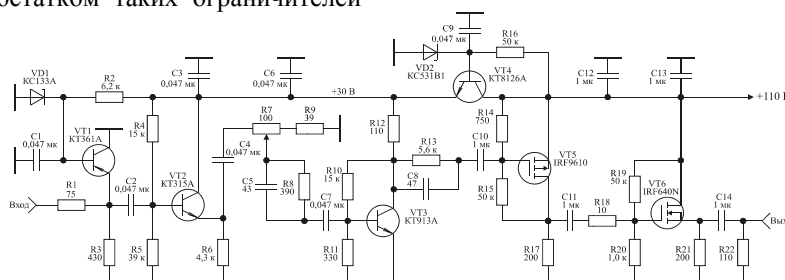 остатком таких ограничителей
C9
0,047 мк
R16
50 к
VD2
КС531В1
VT4
КТ8126А
VD1
КС133А
R2
6,2 к
C3
0,047 мк
C6
0,047 мк
+30 В
C12
1 мк
C13
1 мк
+110 В
R4
15 к
R7
100
R9
39
R12
110
R14
750
C1
0,047 мк
VT1
КТ361А
C4
0,047 мк
R13
5,6 к
C10
1 мк
VT5
IRF9610
C2
0,047 мк
VT2
КТ315А
R10
15 к
C8
47
R15
50 к
R19
50 к
VT6
IRF640N
R1
75
Вход
C5
43
R8
390
C7
0,047 мк
VT3
КТ913А
C11
1 мк
R18
10
C14
1 мк
Вых
R3
430
R5
39 к
R6
4,3 к
R11
330
R17
200
R20
1,0 к
R21
200
R22
110